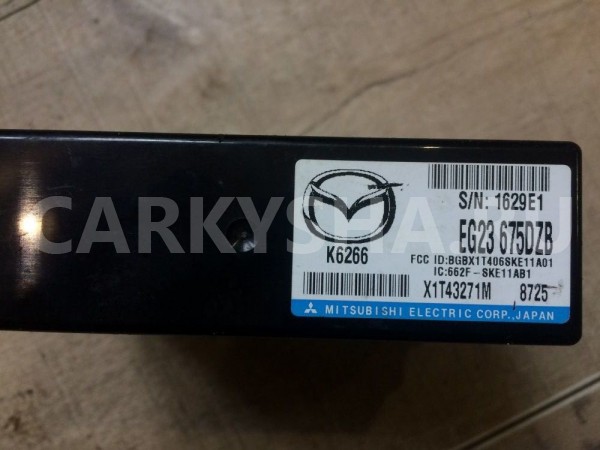 S/N: 1629E1
EG23 675DZB
K6266
FCC ID:BGBX1T406SKE11A01
IC:662F-SKE11AB1
X1T43271M 8725
MITSUBISHI ELECTRIC CORP.,JAPAN